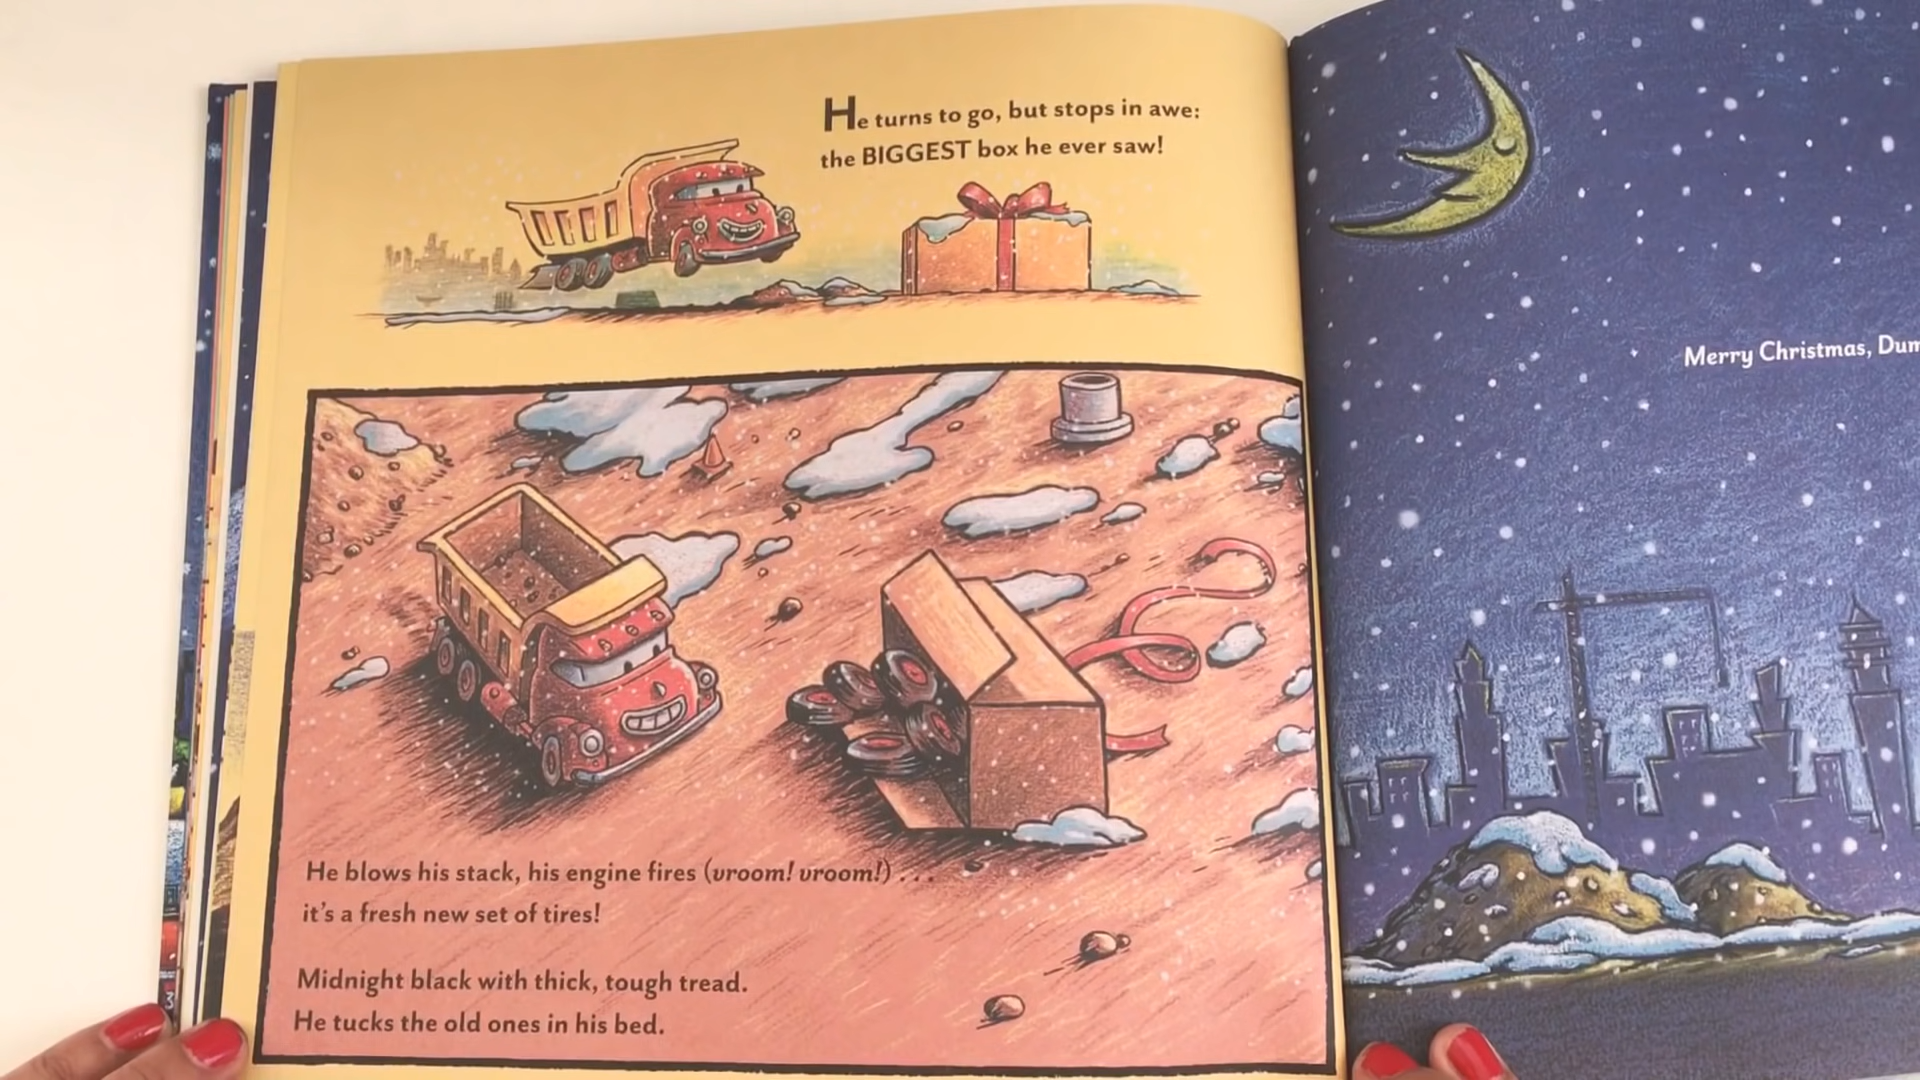 He turns to go, but stops in awe:
the BIGGEST box he ever saw!
He blows his stack, his engine fires (vroom! vroom!) . . .
it's a fresh new set of tires!
Midnight black with thick, tough tread.
He tucks the old ones in his bed.
Merry Christmas,